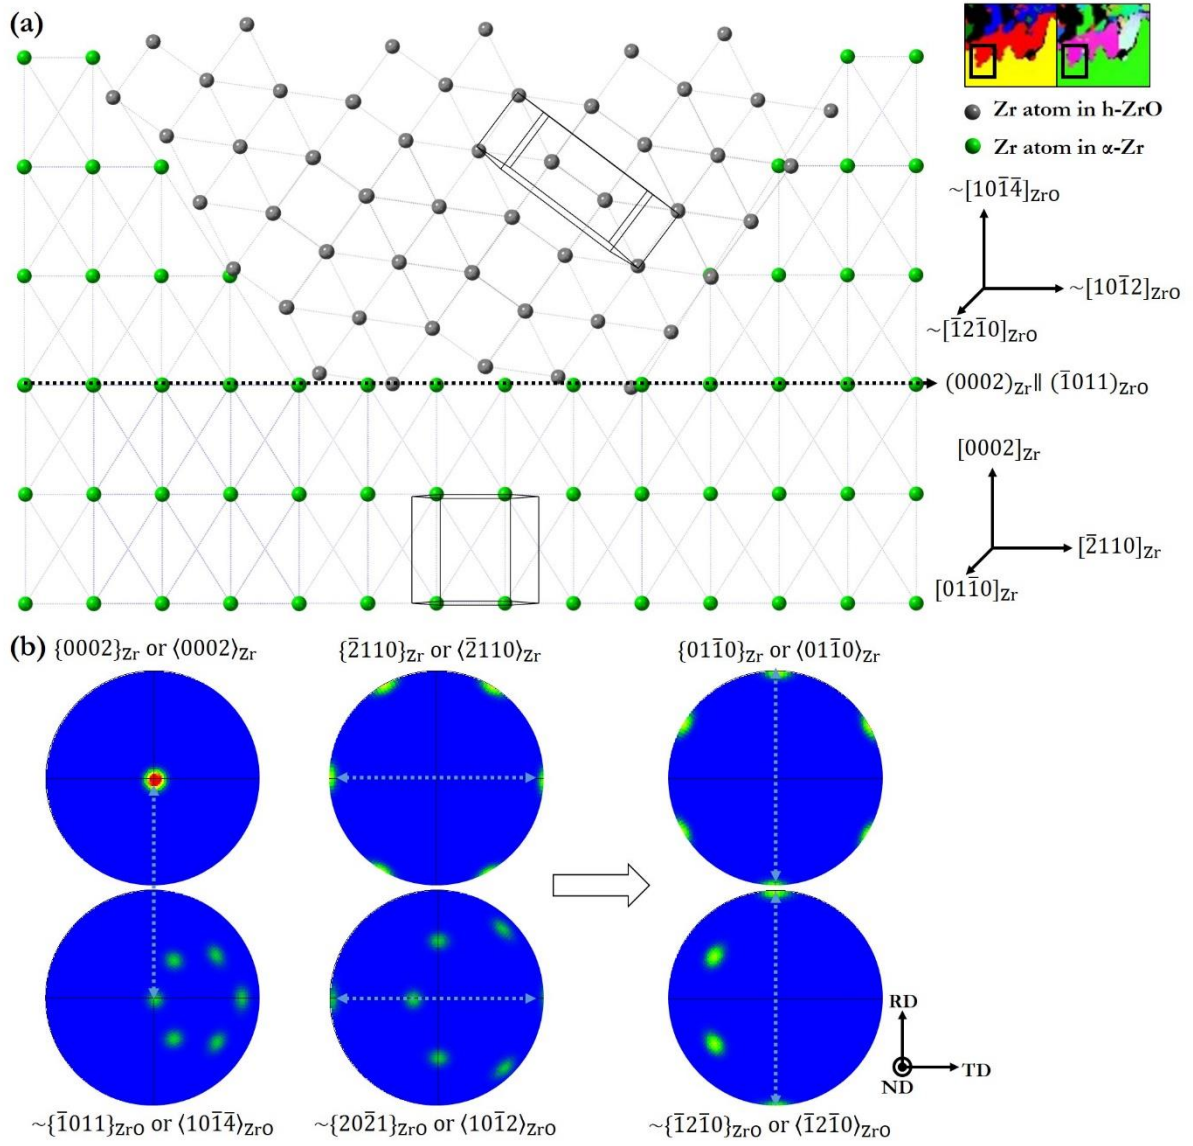 (a)
Zr atom in h-ZrO
Zr atom in α-Zr
~[101̅4̅]ZrO
~[101̅2]ZrO
~[1̅21̅0]ZrO
(0002)Zr∥ (1̅011)ZrO
[0002]Zr
[2̅110]Zr
[011̅0]Zr
(b)
{0002}Zr or ⟨0002⟩Zr
{2̅110}Zr or ⟨2̅110⟩Zr
{011̅0}Zr or ⟨011̅0⟩Zr
RD
TD
ND
~{1̅011}ZrO or ⟨101̅4̅⟩ZrO
~{202̅1}ZrO or ⟨101̅2⟩ZrO
~{1̅21̅0}ZrO or ⟨1̅21̅0⟩ZrO